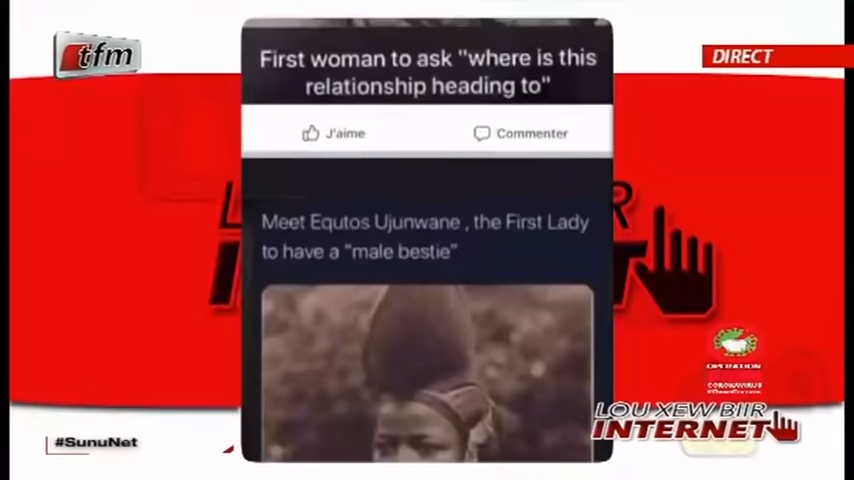 tfm
DIRECT
First woman to ask "where is this
relationship heading to"
J'aime
Commenter
Meet Equtos Ujunwane , the First Lady
to have a "male bestie"
OPERATION
CORONAVIRUS
LOU XEW BIIR
INTERNET
#SunuNet